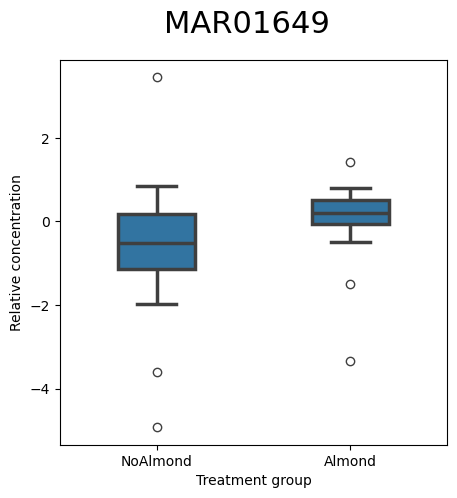 MAR01649
Relative concentration
2
0
−2
−4
NoAlmond
Almond
Treatment group